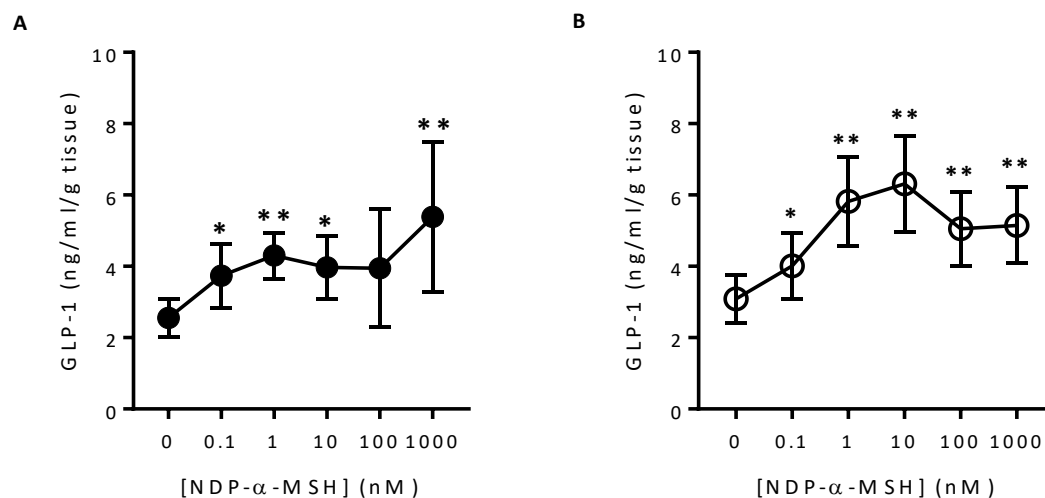 A
GLP-1 (ng/ml/g tissue)
10
8
6
4
2
0
*
**
*
**
0 0.1 1 10 100 1000
[NDP-α-MSH] (nM)
B
GLP-1 (ng/ml/g tissue)
10
8
6
4
2
0
*
**
**
**
**
0 0.1 1 10 100 1000
[NDP-α-MSH] (nM)